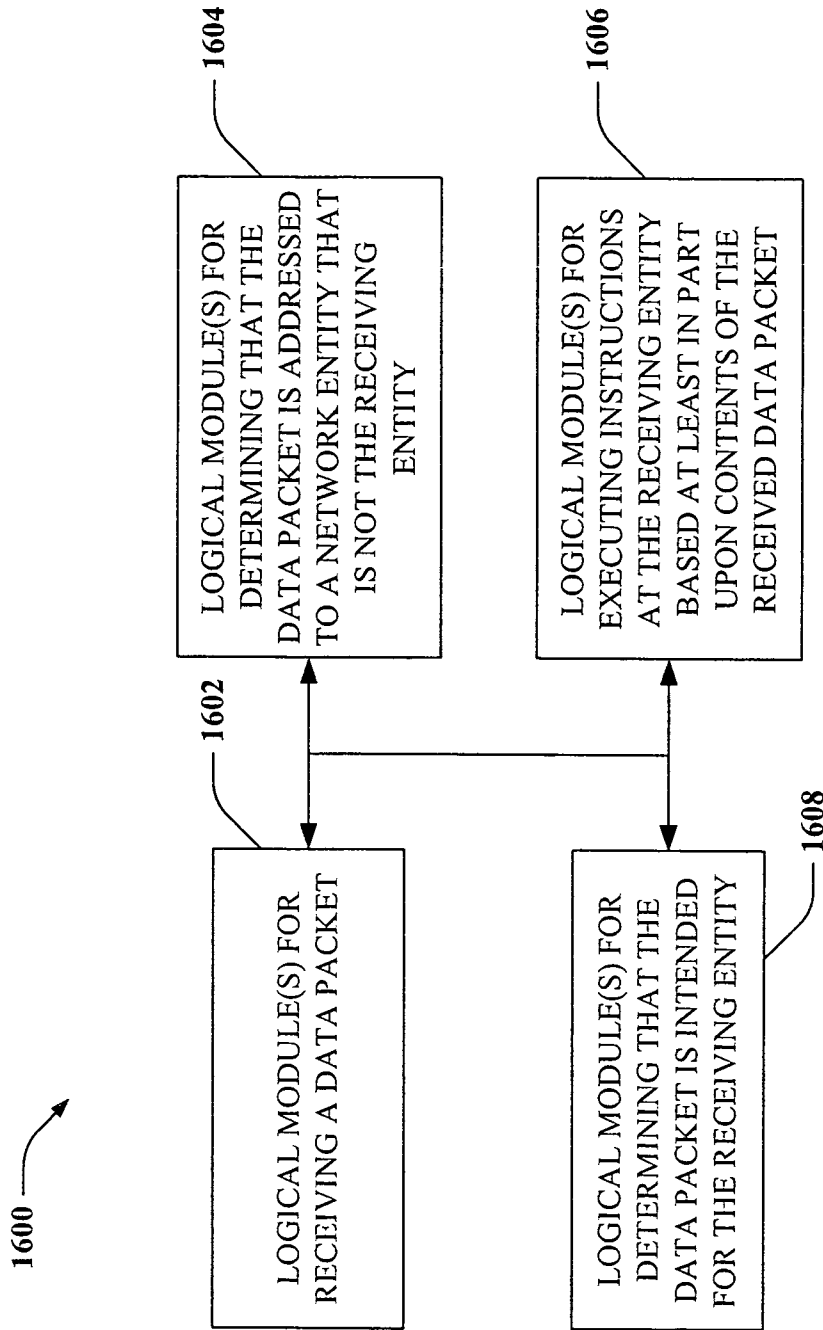 1600
1602
LOGICAL MODULE(S) FOR
RECEIVING A DATA PACKET
1604
LOGICAL MODULE(S) FOR
DETERMINING THAT THE
DATA PACKET IS ADDRESSED
TO A NETWORK ENTITY THAT
IS NOT THE RECEIVING
ENTITY
LOGICAL MODULE(S) FOR
DETERMINING THAT THE
DATA PACKET IS INTENDED
FOR THE RECEIVING ENTITY
1608
LOGICAL MODULE(S) FOR
EXECUTING INSTRUCTIONS
AT THE RECEIVING ENTITY
BASED AT LEAST IN PART
UPON CONTENTS OF THE
RECEIVED DATA PACKET
1606